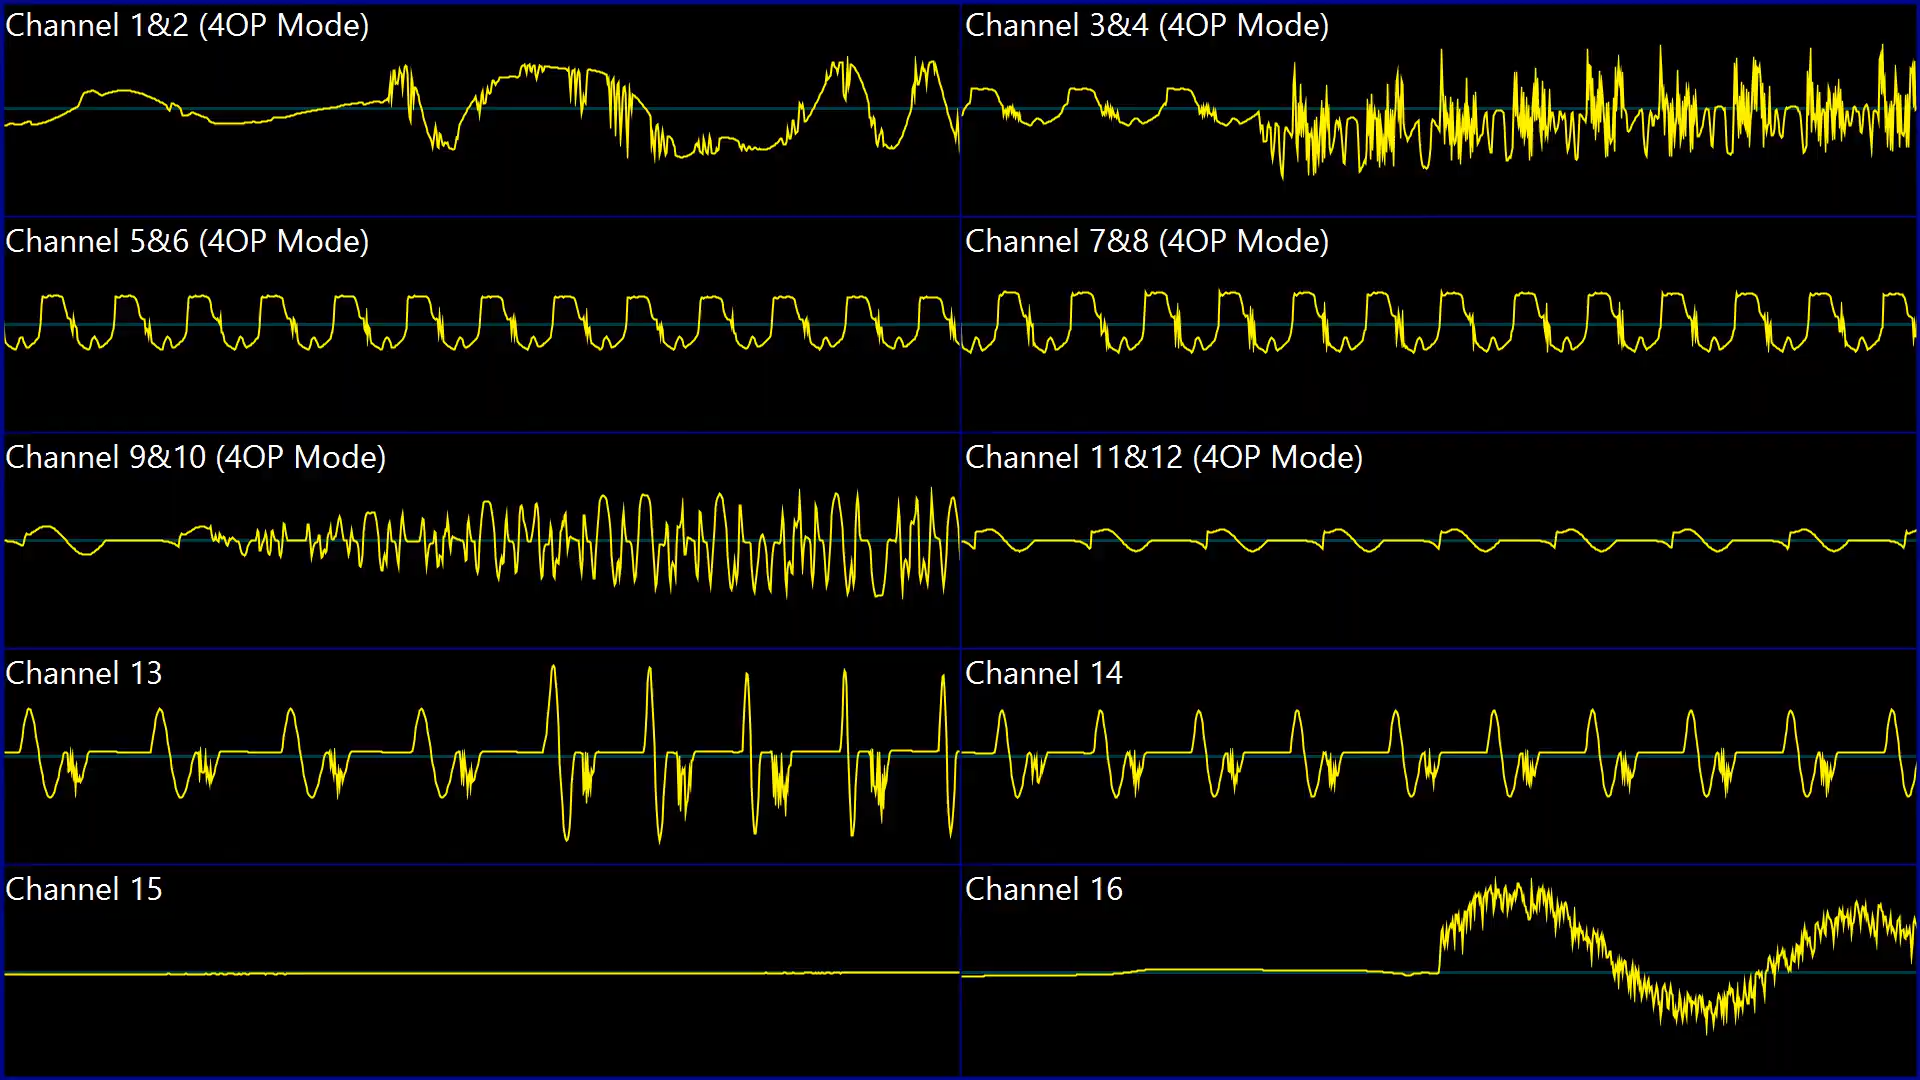 Channel 1&2 (4OP Mode)
Channel 3&4 (4OP Mode)
Channel 5&6 (4OP Mode)
Channel 7&8 (4OP Mode)
Channel 9&10 (4OP Mode)
Channel 11&12 (4OP Mode)
Channel 13
Channel 14
Channel 15
Channel 16